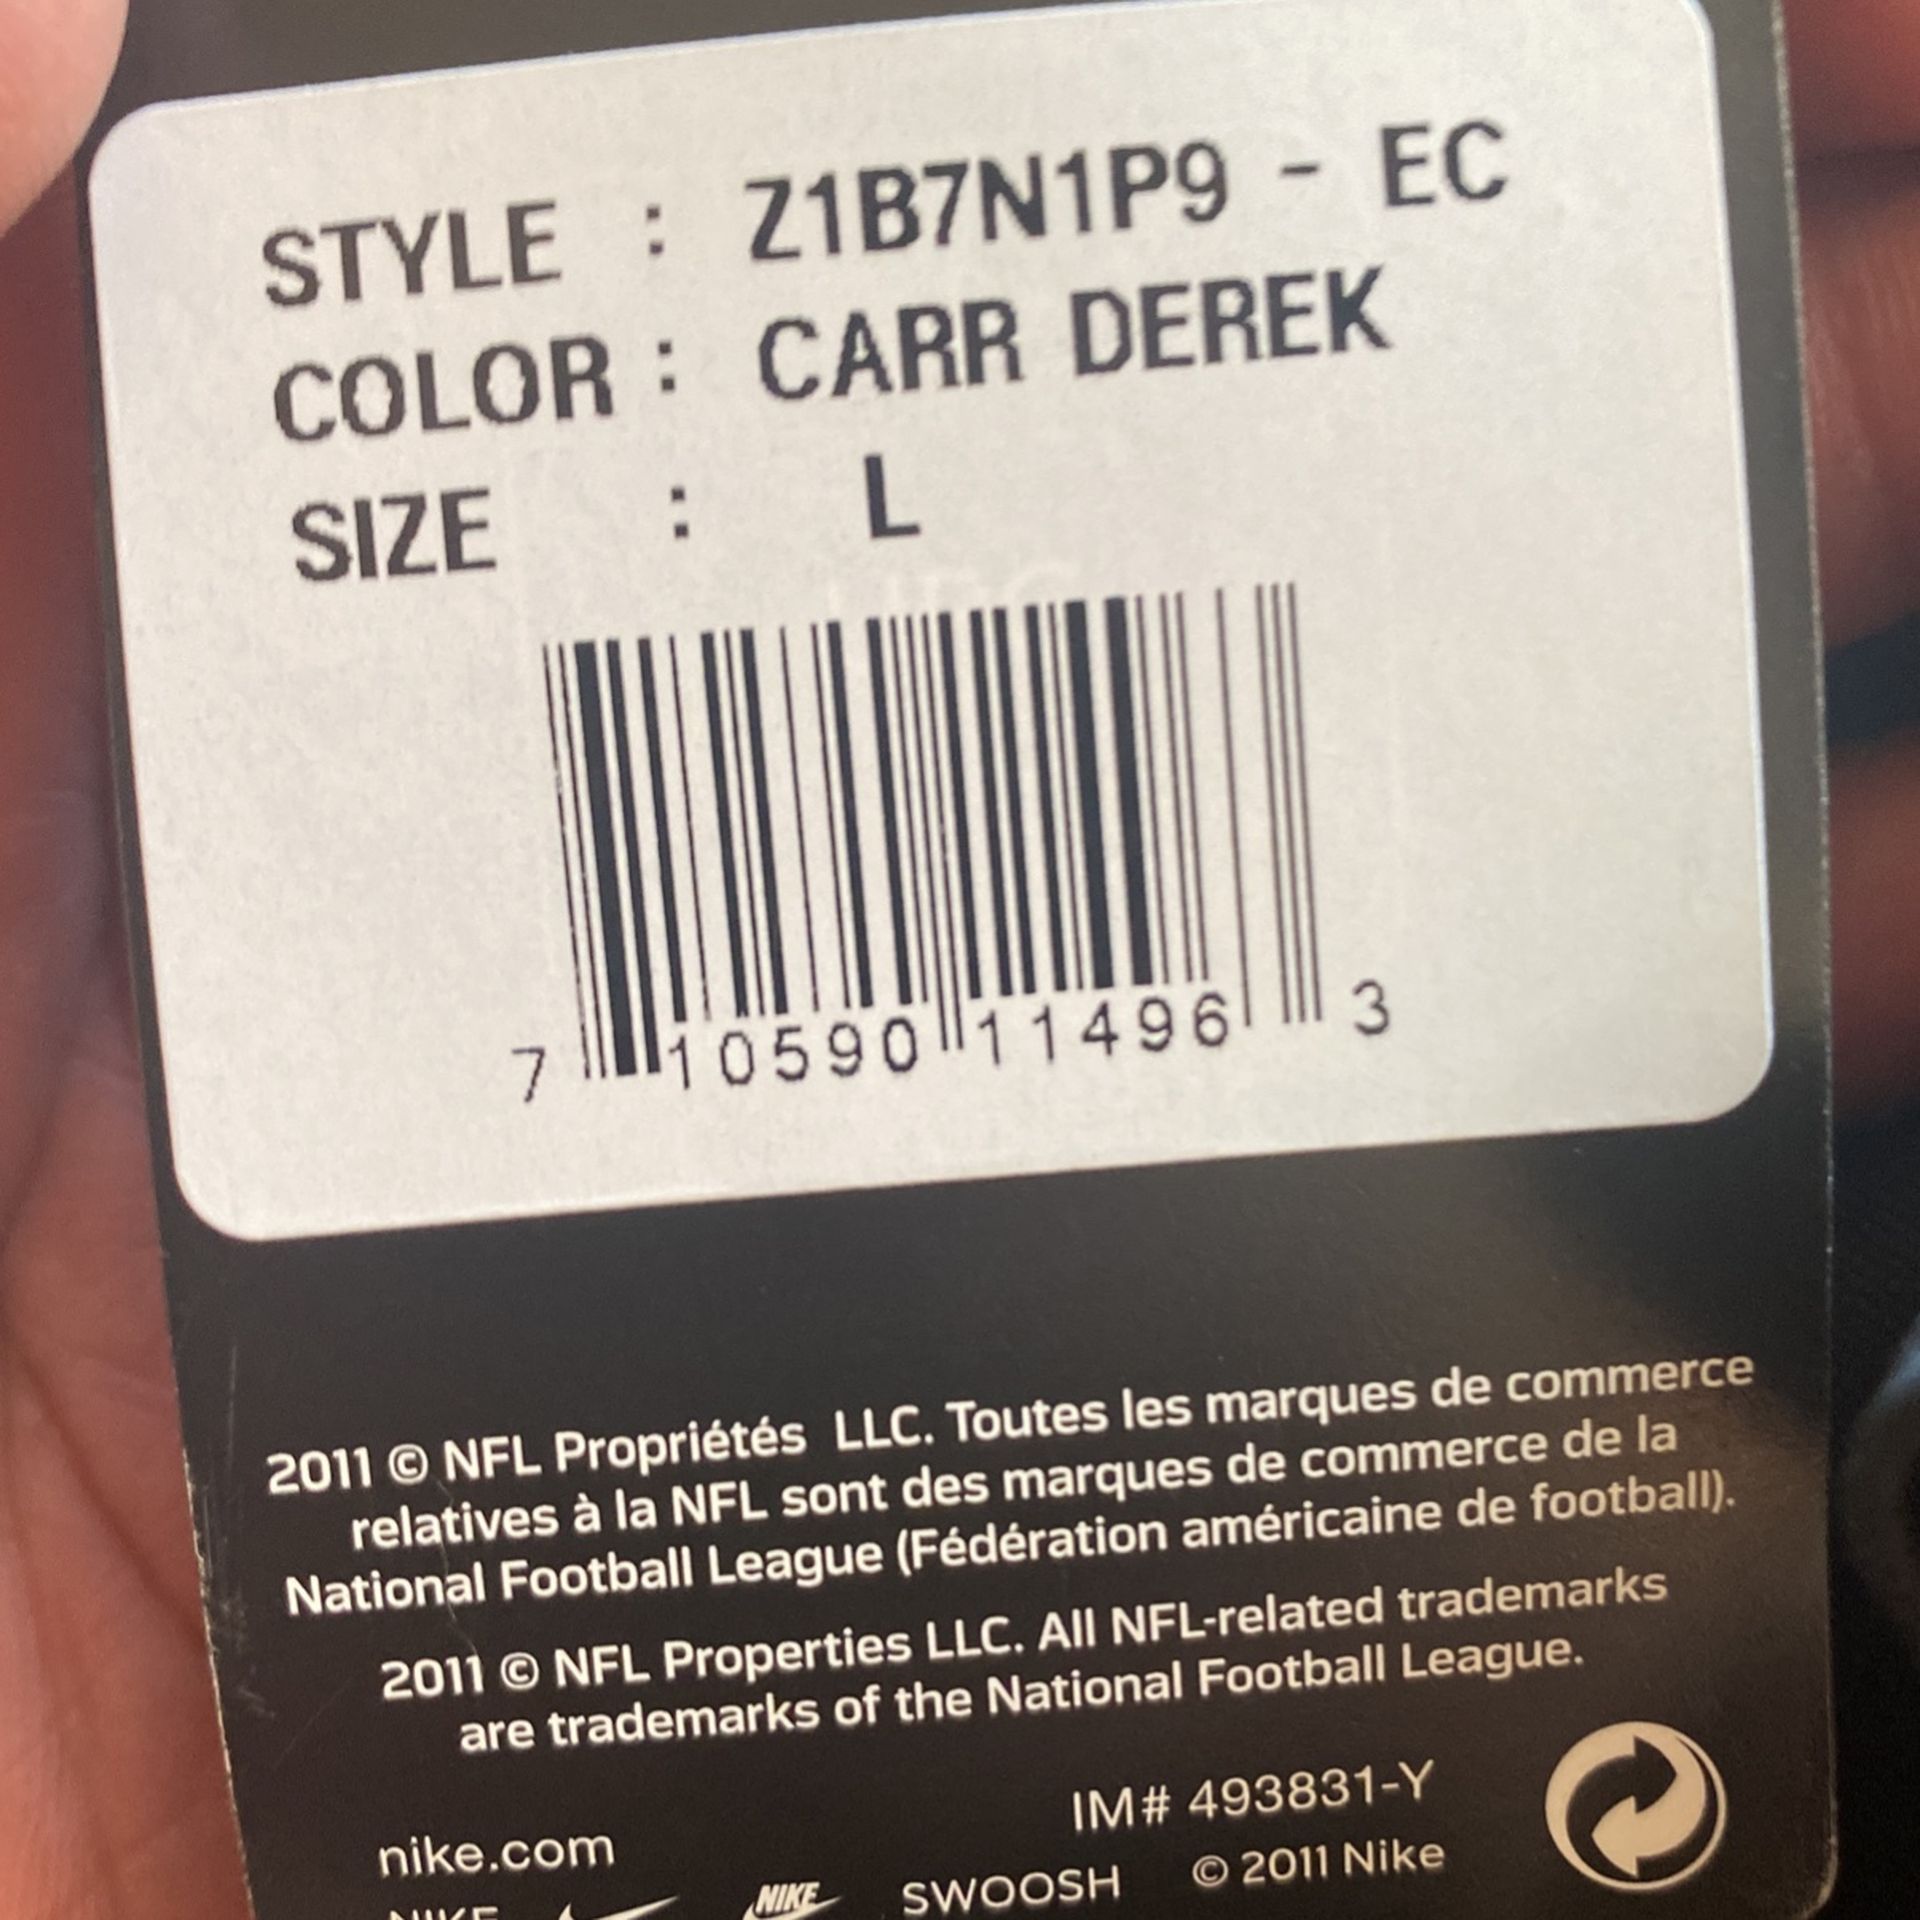 STYLE : Z1B7N1P9 - EC
COLOR : CARR DEREK
SIZE : L
7 10590 11496 3
2011 © NFL Propriétés LLC. Toutes les marques de commerce
relatives à la NFL sont des marques de commerce de la
National Football League (Fédération américaine de football).
2011 © NFL Properties LLC. All NFL-related trademarks
are trademarks of the National Football League.
IM# 493831-Y
nike.com
© 2011 Nike
NIKE NIKE SWOOSH